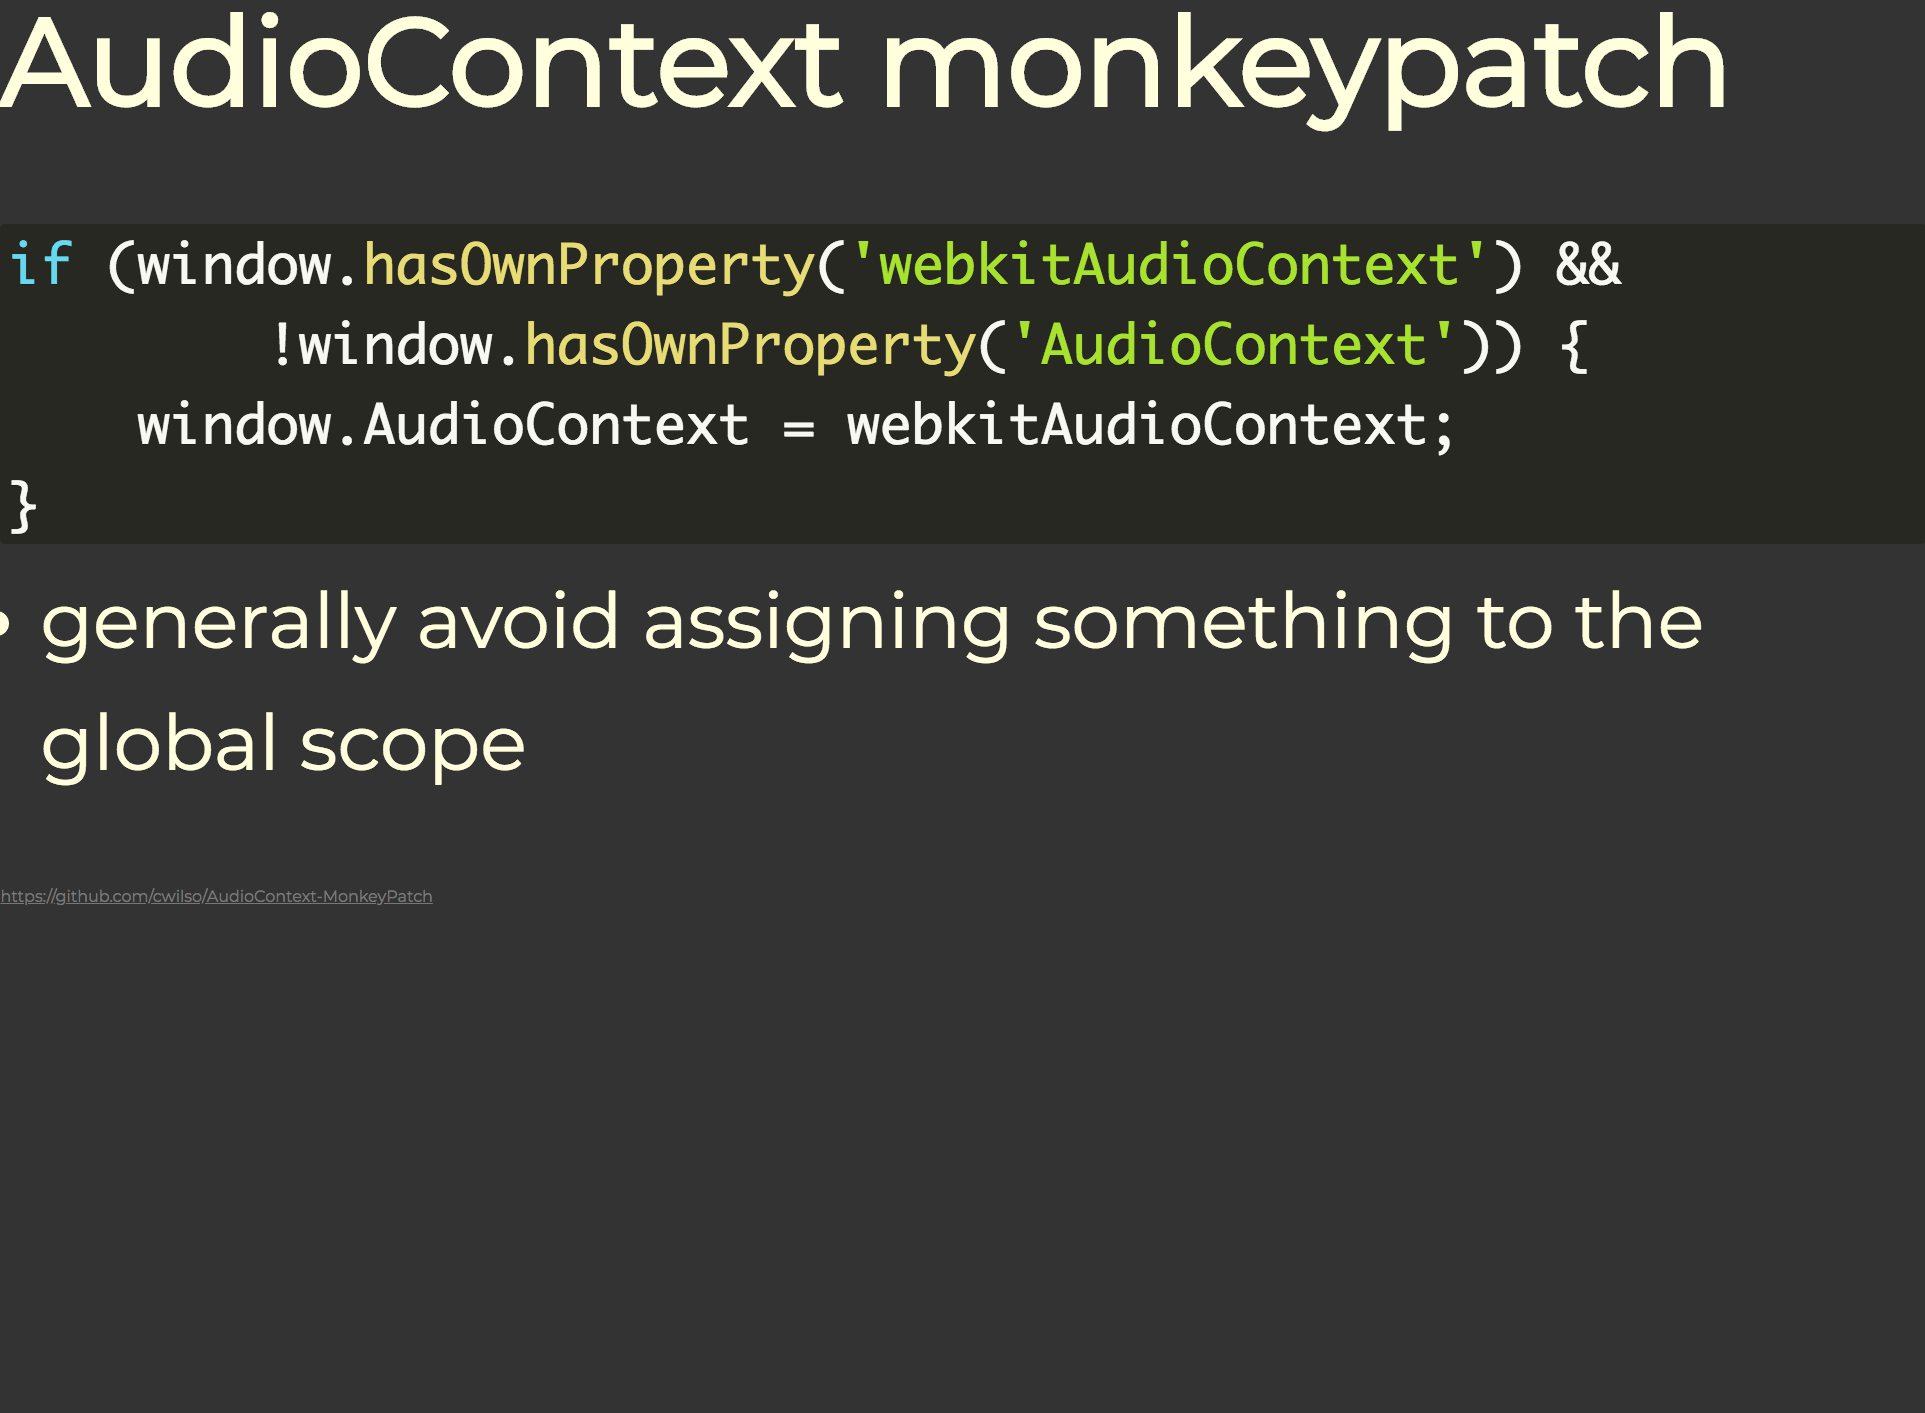 AudioContext monkeypatch
if (window.hasOwnProperty('webkitAudioContext') &&
        !window.hasOwnProperty('AudioContext')) {
    window.AudioContext = webkitAudioContext;
}
• generally avoid assigning something to the
global scope
https://github.com/cwilso/AudioContext-MonkeyPatch